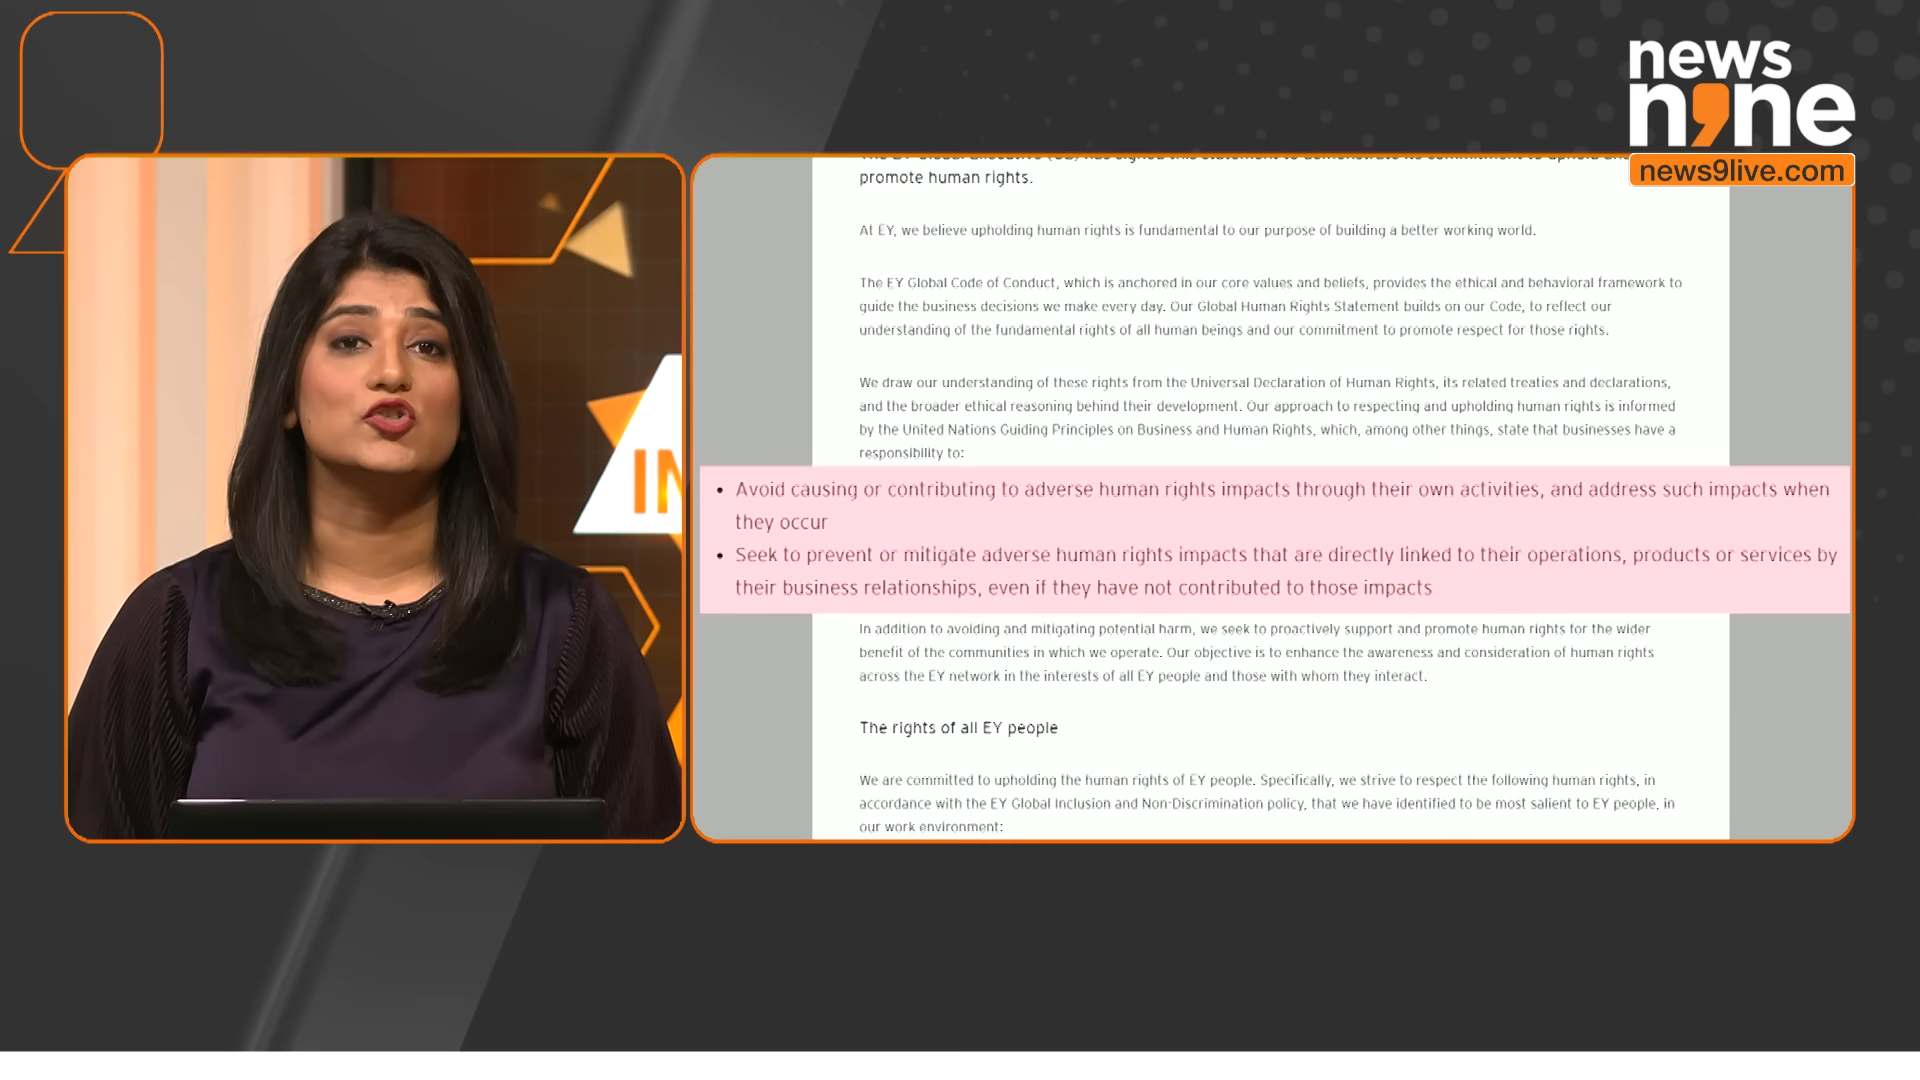 news
n9ne
news9live.com
promote human rights.
At EY, we believe upholding human rights is fundamental to our purpose of building a better working world.
The EY Global Code of Conduct, which is anchored in our core values and beliefs, provides the ethical and behavioral framework to
guide the business decisions we make every day. Our Global Human Rights Statement builds on our Code, to reflect our
understanding of the fundamental rights of all human beings and our commitment to promote respect for those rights.
We draw our understanding of these rights from the Universal Declaration of Human Rights, its related treaties and declarations,
and the broader ethical reasoning behind their development. Our approach to respecting and upholding human rights is informed
by the United Nations Guiding Principles on Business and Human Rights, which, among other things, state that businesses have a
responsibility to:
• Avoid causing or contributing to adverse human rights impacts through their own activities, and address such impacts when
they occur
• Seek to prevent or mitigate adverse human rights impacts that are directly linked to their operations, products or services by
their business relationships, even if they have not contributed to those impacts
In addition to avoiding and mitigating potential harm, we seek to proactively support and promote human rights for the wider
benefit of the communities in which we operate. Our objective is to enhance the awareness and consideration of human rights
across the EY network in the interests of all EY people and those with whom they interact.
The rights of all EY people
We are committed to upholding the human rights of EY people. Specifically, we strive to respect the following human rights, in
accordance with the EY Global Inclusion and Non-Discrimination policy, that we have identified to be most salient to EY people, in
our work environment:
IN